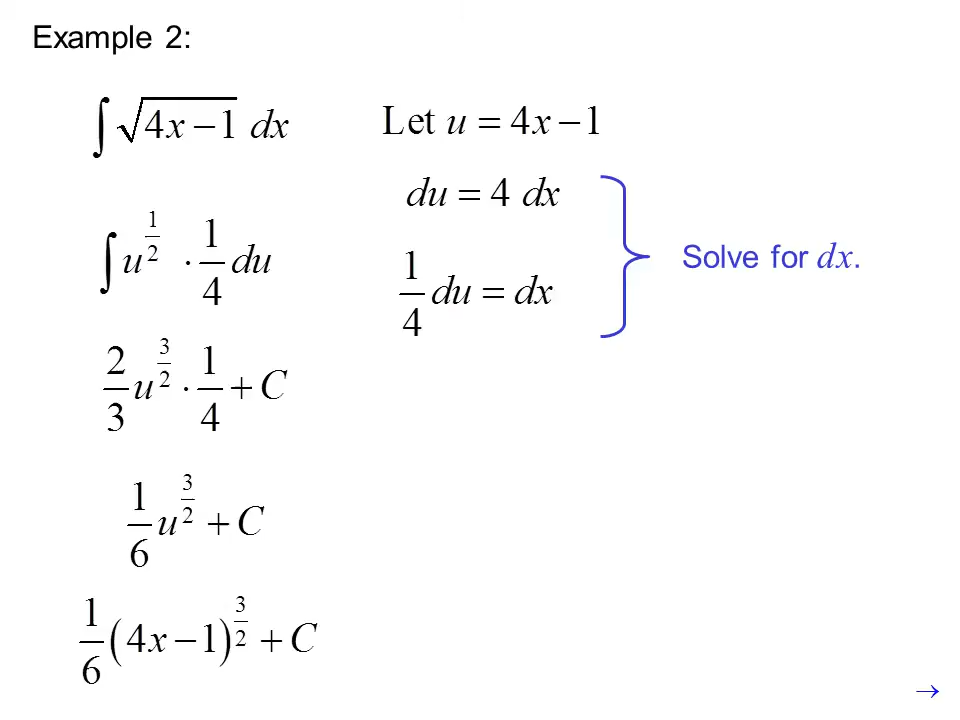 Example 2:
∫ √(4x − 1) dx
Let u = 4x − 1
du = 4 dx
∫ u^(1/2) · 1/4 du
1/4 du = dx
Solve for dx.
2/3 u^(3/2) · 1/4 + C
1/6 u^(3/2) + C
1/6 (4x − 1)^(3/2) + C
→